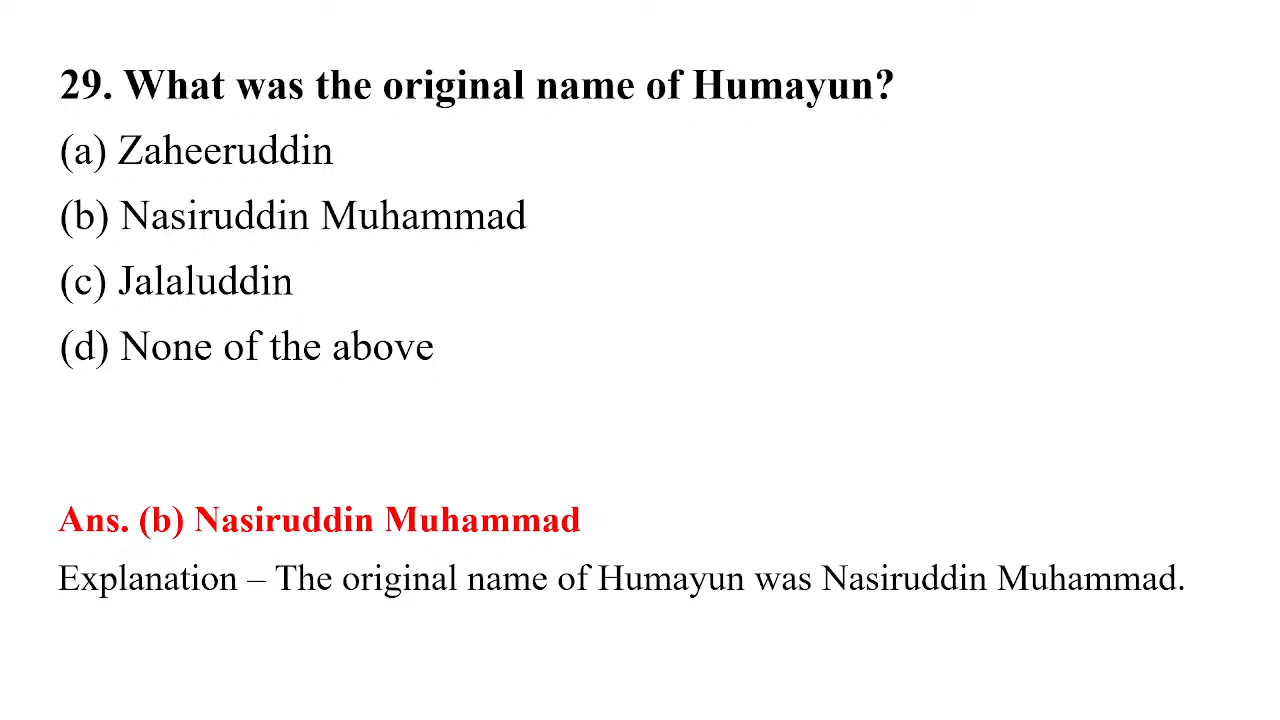 29. What was the original name of Humayun?
(a) Zaheeruddin
(b) Nasiruddin Muhammad
(c) Jalaluddin
(d) None of the above
Ans. (b) Nasiruddin Muhammad
Explanation – The original name of Humayun was Nasiruddin Muhammad.